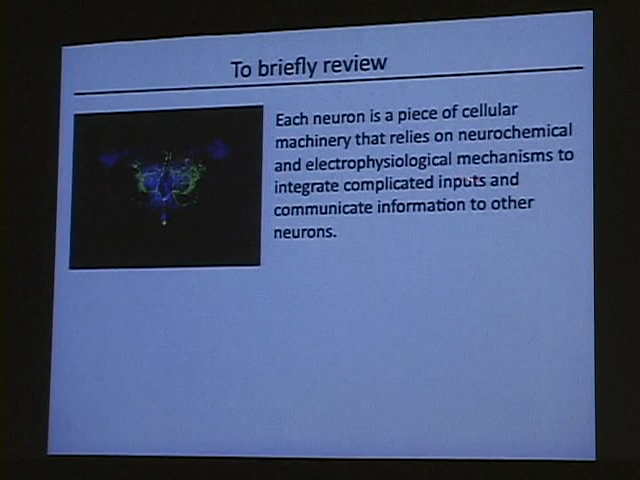 To briefly review
Each neuron is a piece of cellular
machinery that relies on neurochemical
and electrophysiological mechanisms to
integrate complicated inputs and
communicate information to other
neurons.